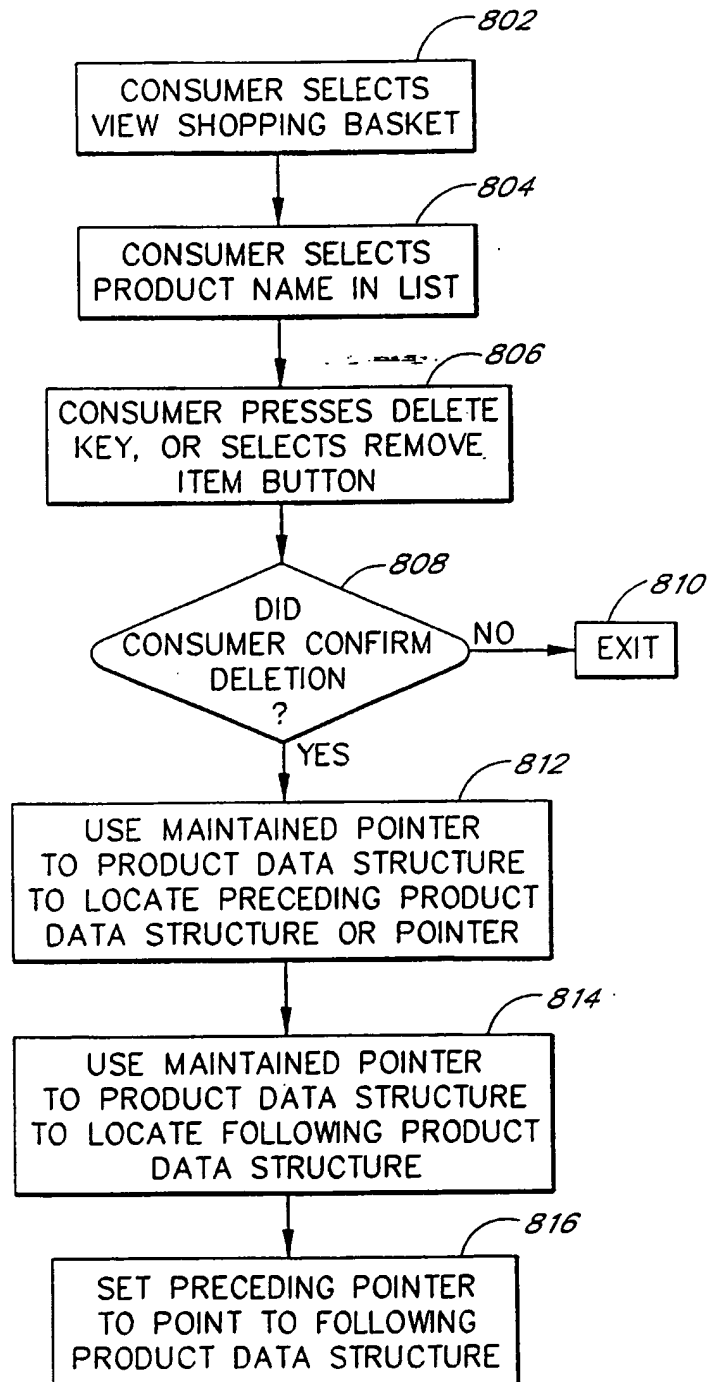 802
CONSUMER SELECTS
VIEW SHOPPING BASKET
804
CONSUMER SELECTS
PRODUCT NAME IN LIST
806
CONSUMER PRESSES DELETE
KEY, OR SELECTS REMOVE
ITEM BUTTON
808
DID
CONSUMER CONFIRM
DELETION
?
NO
810
EXIT
YES
812
USE MAINTAINED POINTER
TO PRODUCT DATA STRUCTURE
TO LOCATE PRECEDING PRODUCT
DATA STRUCTURE OR POINTER
814
USE MAINTAINED POINTER
TO PRODUCT DATA STRUCTURE
TO LOCATE FOLLOWING PRODUCT
DATA STRUCTURE
816
SET PRECEDING POINTER
TO POINT TO FOLLOWING
PRODUCT DATA STRUCTURE